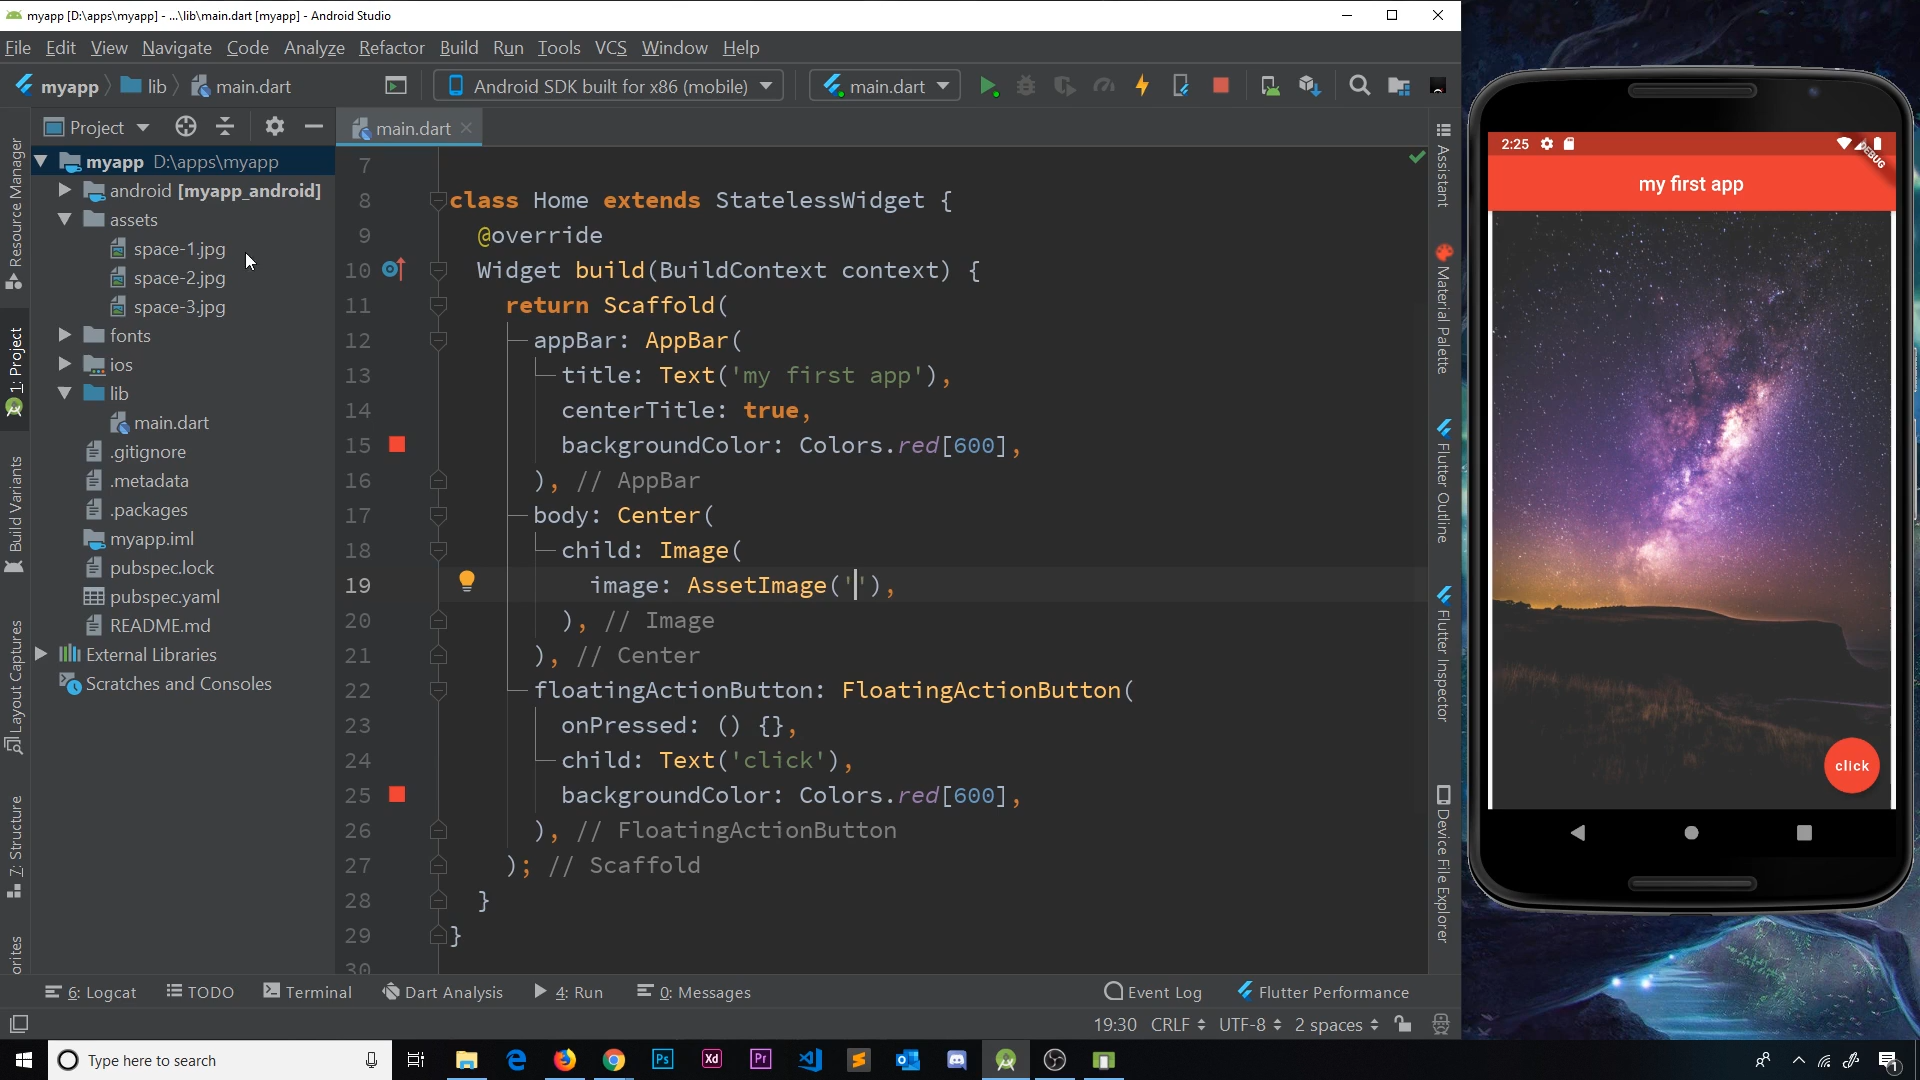 myapp [D:\apps\myapp] - ...\lib\main.dart [myapp] - Android Studio
File Edit View Navigate Code Analyze Refactor Build Run Tools VCS Window Help
myapp lib main.dart Android SDK built for x86 (mobile) main.dart
Project main.dart
myapp D:\apps\myapp
android [myapp_android]
assets
space-1.jpg
space-2.jpg
space-3.jpg
fonts
ios
lib
main.dart
.gitignore
.metadata
.packages
myapp.iml
pubspec.lock
pubspec.yaml
README.md
External Libraries
Scratches and Consoles
Resource Manager
1: Project
Build Variants
Layout Captures
7: Structure
7
8 class Home extends StatelessWidget {
9 @override
10 Widget build(BuildContext context) {
11 return Scaffold(
12 appBar: AppBar(
13 title: Text('my first app'),
14 centerTitle: true,
15 backgroundColor: Colors.red[600],
16 ), // AppBar
17 body: Center(
18 child: Image(
19 image: AssetImage(''),
20 ), // Image
21 ), // Center
22 floatingActionButton: FloatingActionButton(
23 onPressed: () {},
24 child: Text('click'),
25 backgroundColor: Colors.red[600],
26 ), // FloatingActionButton
27 ); // Scaffold
28 }
29 }
30
Assistant
Material Palette
Flutter Outline
Flutter Inspector
Device File Explorer
6: Logcat TODO Terminal Dart Analysis 4: Run 0: Messages Event Log Flutter Performance
19:30 CRLF UTF-8 2 spaces
Type here to search
Ps
Xd
Pr
1
2:25
DEBUG
my first app
click